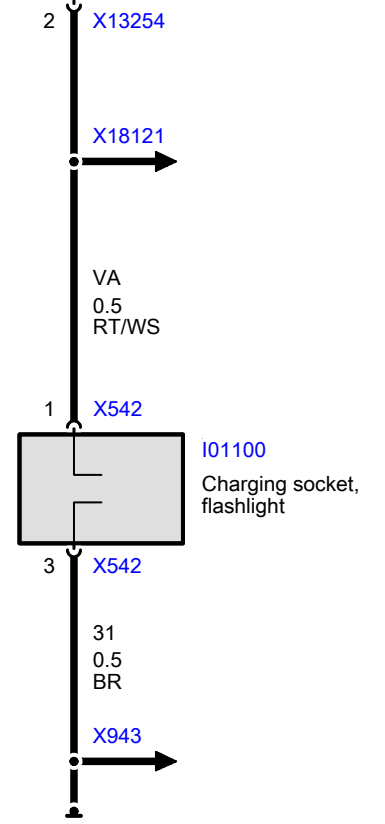 2 X13254
X18121
VA
0.5
RT/WS
1 X542
I01100
Charging socket,
flashlight
3 X542
31
0.5
BR
X943